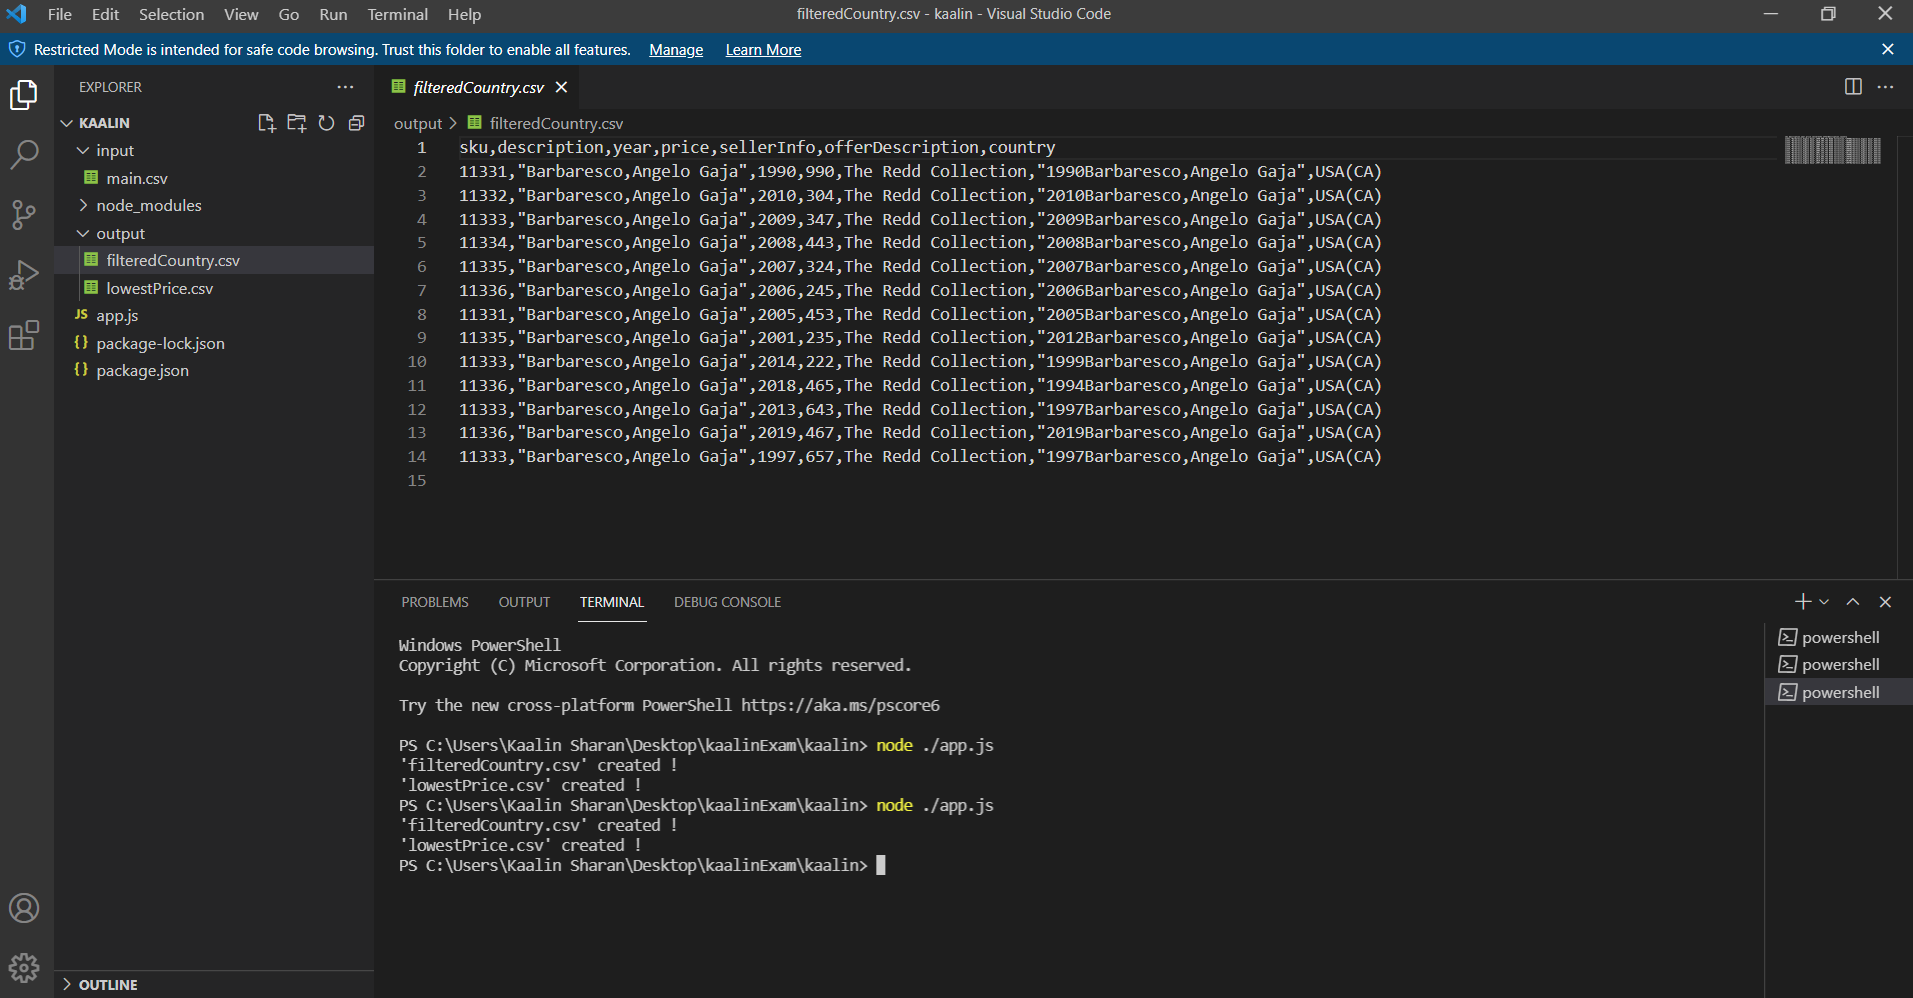 File Edit Selection View Go Run Terminal Help
filteredCountry.csv - kaalin - Visual Studio Code
Restricted Mode is intended for safe code browsing. Trust this folder to enable all features. Manage Learn More
EXPLORER
KAALIN
input
main.csv
node_modules
output
filteredCountry.csv
lowestPrice.csv
JS app.js
{} package-lock.json
{} package.json
OUTLINE
filteredCountry.csv
output > filteredCountry.csv
1 sku,description,year,price,sellerInfo,offerDescription,country
2 11331,"Barbaresco,Angelo Gaja",1990,990,The Redd Collection,"1990Barbaresco,Angelo Gaja",USA(CA)
3 11332,"Barbaresco,Angelo Gaja",2010,304,The Redd Collection,"2010Barbaresco,Angelo Gaja",USA(CA)
4 11333,"Barbaresco,Angelo Gaja",2009,347,The Redd Collection,"2009Barbaresco,Angelo Gaja",USA(CA)
5 11334,"Barbaresco,Angelo Gaja",2008,443,The Redd Collection,"2008Barbaresco,Angelo Gaja",USA(CA)
6 11335,"Barbaresco,Angelo Gaja",2007,324,The Redd Collection,"2007Barbaresco,Angelo Gaja",USA(CA)
7 11336,"Barbaresco,Angelo Gaja",2006,245,The Redd Collection,"2006Barbaresco,Angelo Gaja",USA(CA)
8 11331,"Barbaresco,Angelo Gaja",2005,453,The Redd Collection,"2005Barbaresco,Angelo Gaja",USA(CA)
9 11335,"Barbaresco,Angelo Gaja",2001,235,The Redd Collection,"2012Barbaresco,Angelo Gaja",USA(CA)
10 11333,"Barbaresco,Angelo Gaja",2014,222,The Redd Collection,"1999Barbaresco,Angelo Gaja",USA(CA)
11 11336,"Barbaresco,Angelo Gaja",2018,465,The Redd Collection,"1994Barbaresco,Angelo Gaja",USA(CA)
12 11333,"Barbaresco,Angelo Gaja",2013,643,The Redd Collection,"1997Barbaresco,Angelo Gaja",USA(CA)
13 11336,"Barbaresco,Angelo Gaja",2019,467,The Redd Collection,"2019Barbaresco,Angelo Gaja",USA(CA)
14 11333,"Barbaresco,Angelo Gaja",1997,657,The Redd Collection,"1997Barbaresco,Angelo Gaja",USA(CA)
15
PROBLEMS OUTPUT TERMINAL DEBUG CONSOLE
Windows PowerShell
Copyright (C) Microsoft Corporation. All rights reserved.
Try the new cross-platform PowerShell https://aka.ms/pscore6
PS C:\Users\Kaalin Sharan\Desktop\kaalinExam\kaalin> node ./app.js
'filteredCountry.csv' created !
'lowestPrice.csv' created !
PS C:\Users\Kaalin Sharan\Desktop\kaalinExam\kaalin> node ./app.js
'filteredCountry.csv' created !
'lowestPrice.csv' created !
PS C:\Users\Kaalin Sharan\Desktop\kaalinExam\kaalin>
powershell
powershell
powershell